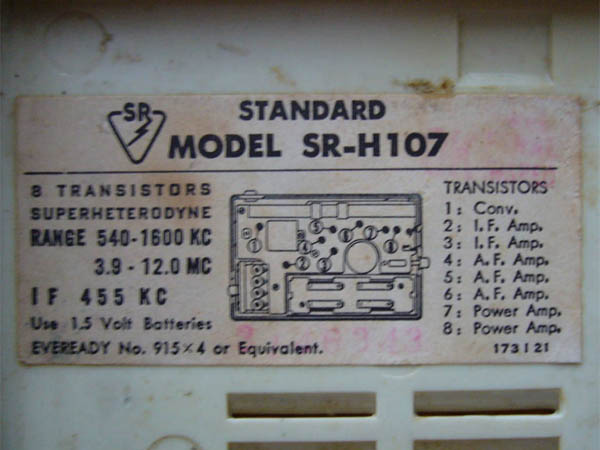 SR
STANDARD
MODEL SR-H107
8 TRANSISTORS
SUPERHETERODYNE
RANGE 540-1600 KC
3.9 - 12.0 MC
IF 455 KC
Use 1.5 Volt Batteries
EVEREADY No. 915×4 or Equivalent.
TRANSISTORS
1: Conv.
2: I.F. Amp.
3: I.F. Amp.
4: A.F. Amp.
5: A.F. Amp.
6: A.F. Amp.
7: Power Amp.
8: Power Amp.
173121